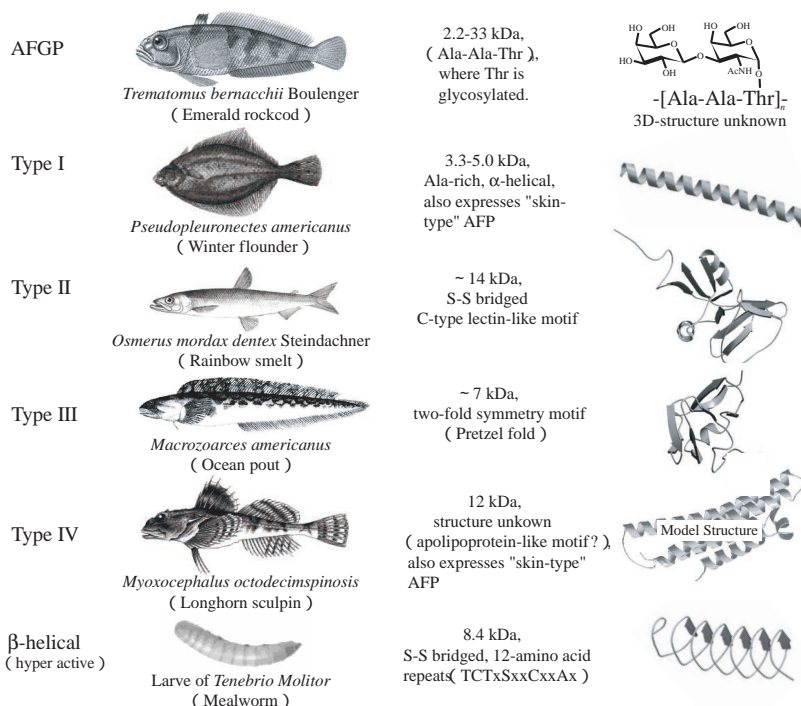 AFGP
Trematomus bernacchii Boulenger
( Emerald rockcod )
2.2-33 kDa,
( Ala-Ala-Thr ),
where Thr is
glycosylated.
OH OH
O
HO O
OH
OH OH
O
HO
AcNH
O
-[Ala-Ala-Thr]n-
3D-structure unknown
Type I
Pseudopleuronectes americanus
( Winter flounder )
3.3-5.0 kDa,
Ala-rich, α-helical,
also expresses "skin-
type" AFP
Type II
Osmerus mordax dentex Steindachner
( Rainbow smelt )
~ 14 kDa,
S-S bridged
C-type lectin-like motif
Type III
Macrozoarces americanus
( Ocean pout )
~ 7 kDa,
two-fold symmetry motif
( Pretzel fold )
Type IV
Myoxocephalus octodecimspinosis
( Longhorn sculpin )
12 kDa,
structure unkown
( apolipoprotein-like motif ? ),
also expresses "skin-type"
AFP
Model Structure
β-helical
( hyper active )
Larve of Tenebrio Molitor
( Mealworm )
8.4 kDa,
S-S bridged, 12-amino acid
repeats( TCTxSxxCxxAx )